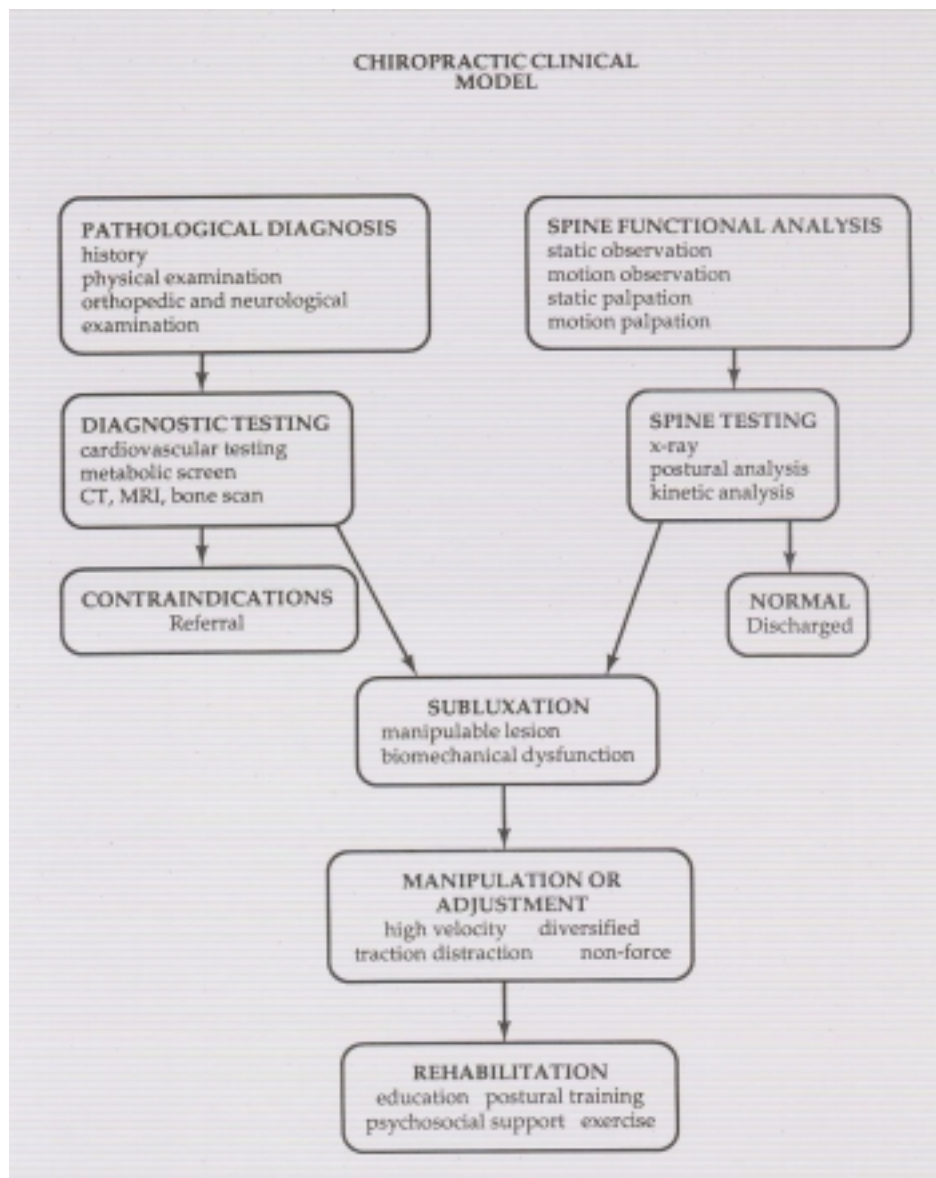 CHIROPRACTIC CLINICAL
MODEL
PATHOLOGICAL DIAGNOSIS
history
physical examination
orthopedic and neurological
examination
SPINE FUNCTIONAL ANALYSIS
static observation
motion observation
static palpation
motion palpation
DIAGNOSTIC TESTING
cardiovascular testing
metabolic screen
CT, MRI, bone scan
SPINE TESTING
x-ray
postural analysis
kinetic analysis
CONTRAINDICATIONS
Referral
NORMAL
Discharged
SUBLUXATION
manipulable lesion
biomechanical dysfunction
MANIPULATION OR
ADJUSTMENT
high velocity diversified
traction distraction non-force
REHABILITATION
education postural training
psychosocial support exercise